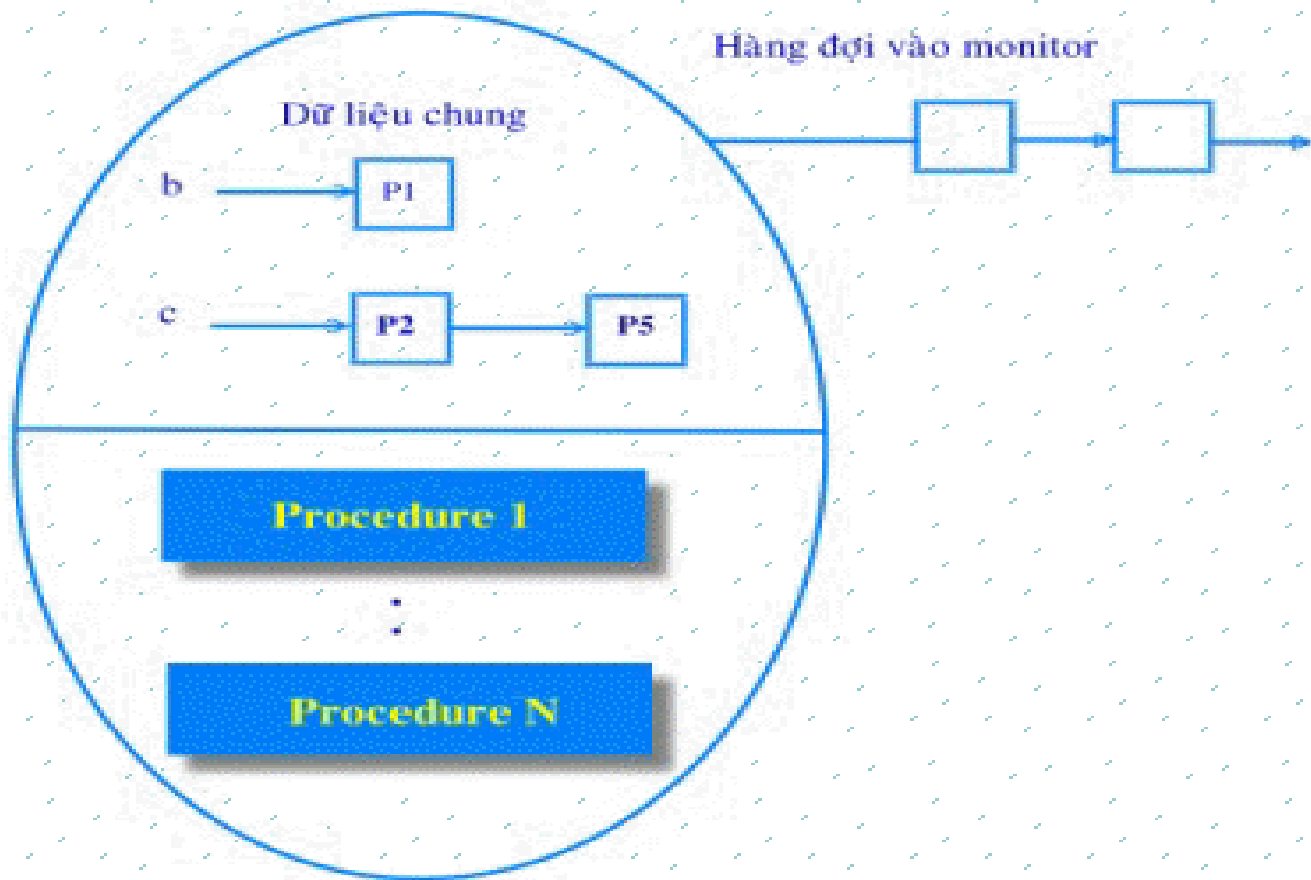 Hàng đợi vào monitor
Dữ liệu chung
b
P1
c
P2
P5
Procedure 1
:
Procedure N